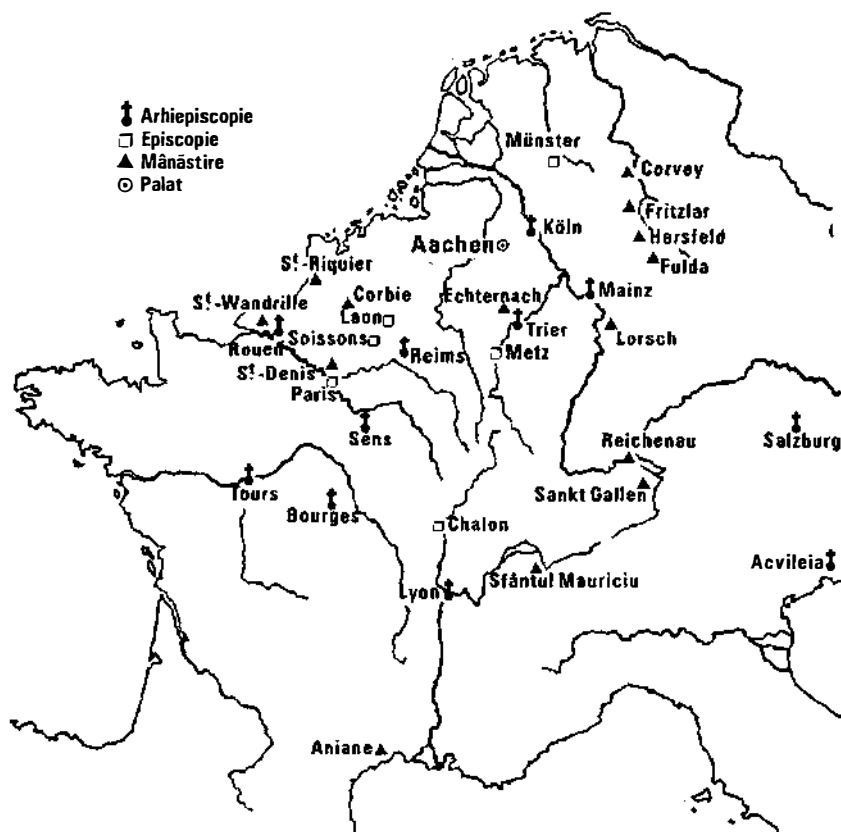 Arhiepiscopie
Episcopie
Mânăstire
Palat
Münster
Corvey
Fritzlar
Hersfeld
Fulda
Köln
Aachen
St-Riquier
Corbie
Echternach
Mainz
St-Wandrille
Laon
Trier
Lorsch
Rouen
Soissons
Reims
Metz
St-Denis
Paris
Sens
Reichenau
Salzburg
Tours
Bourges
Sankt Gallen
Chalon
Acvileia
Lyon
Sfântul Mauriciu
Aniane